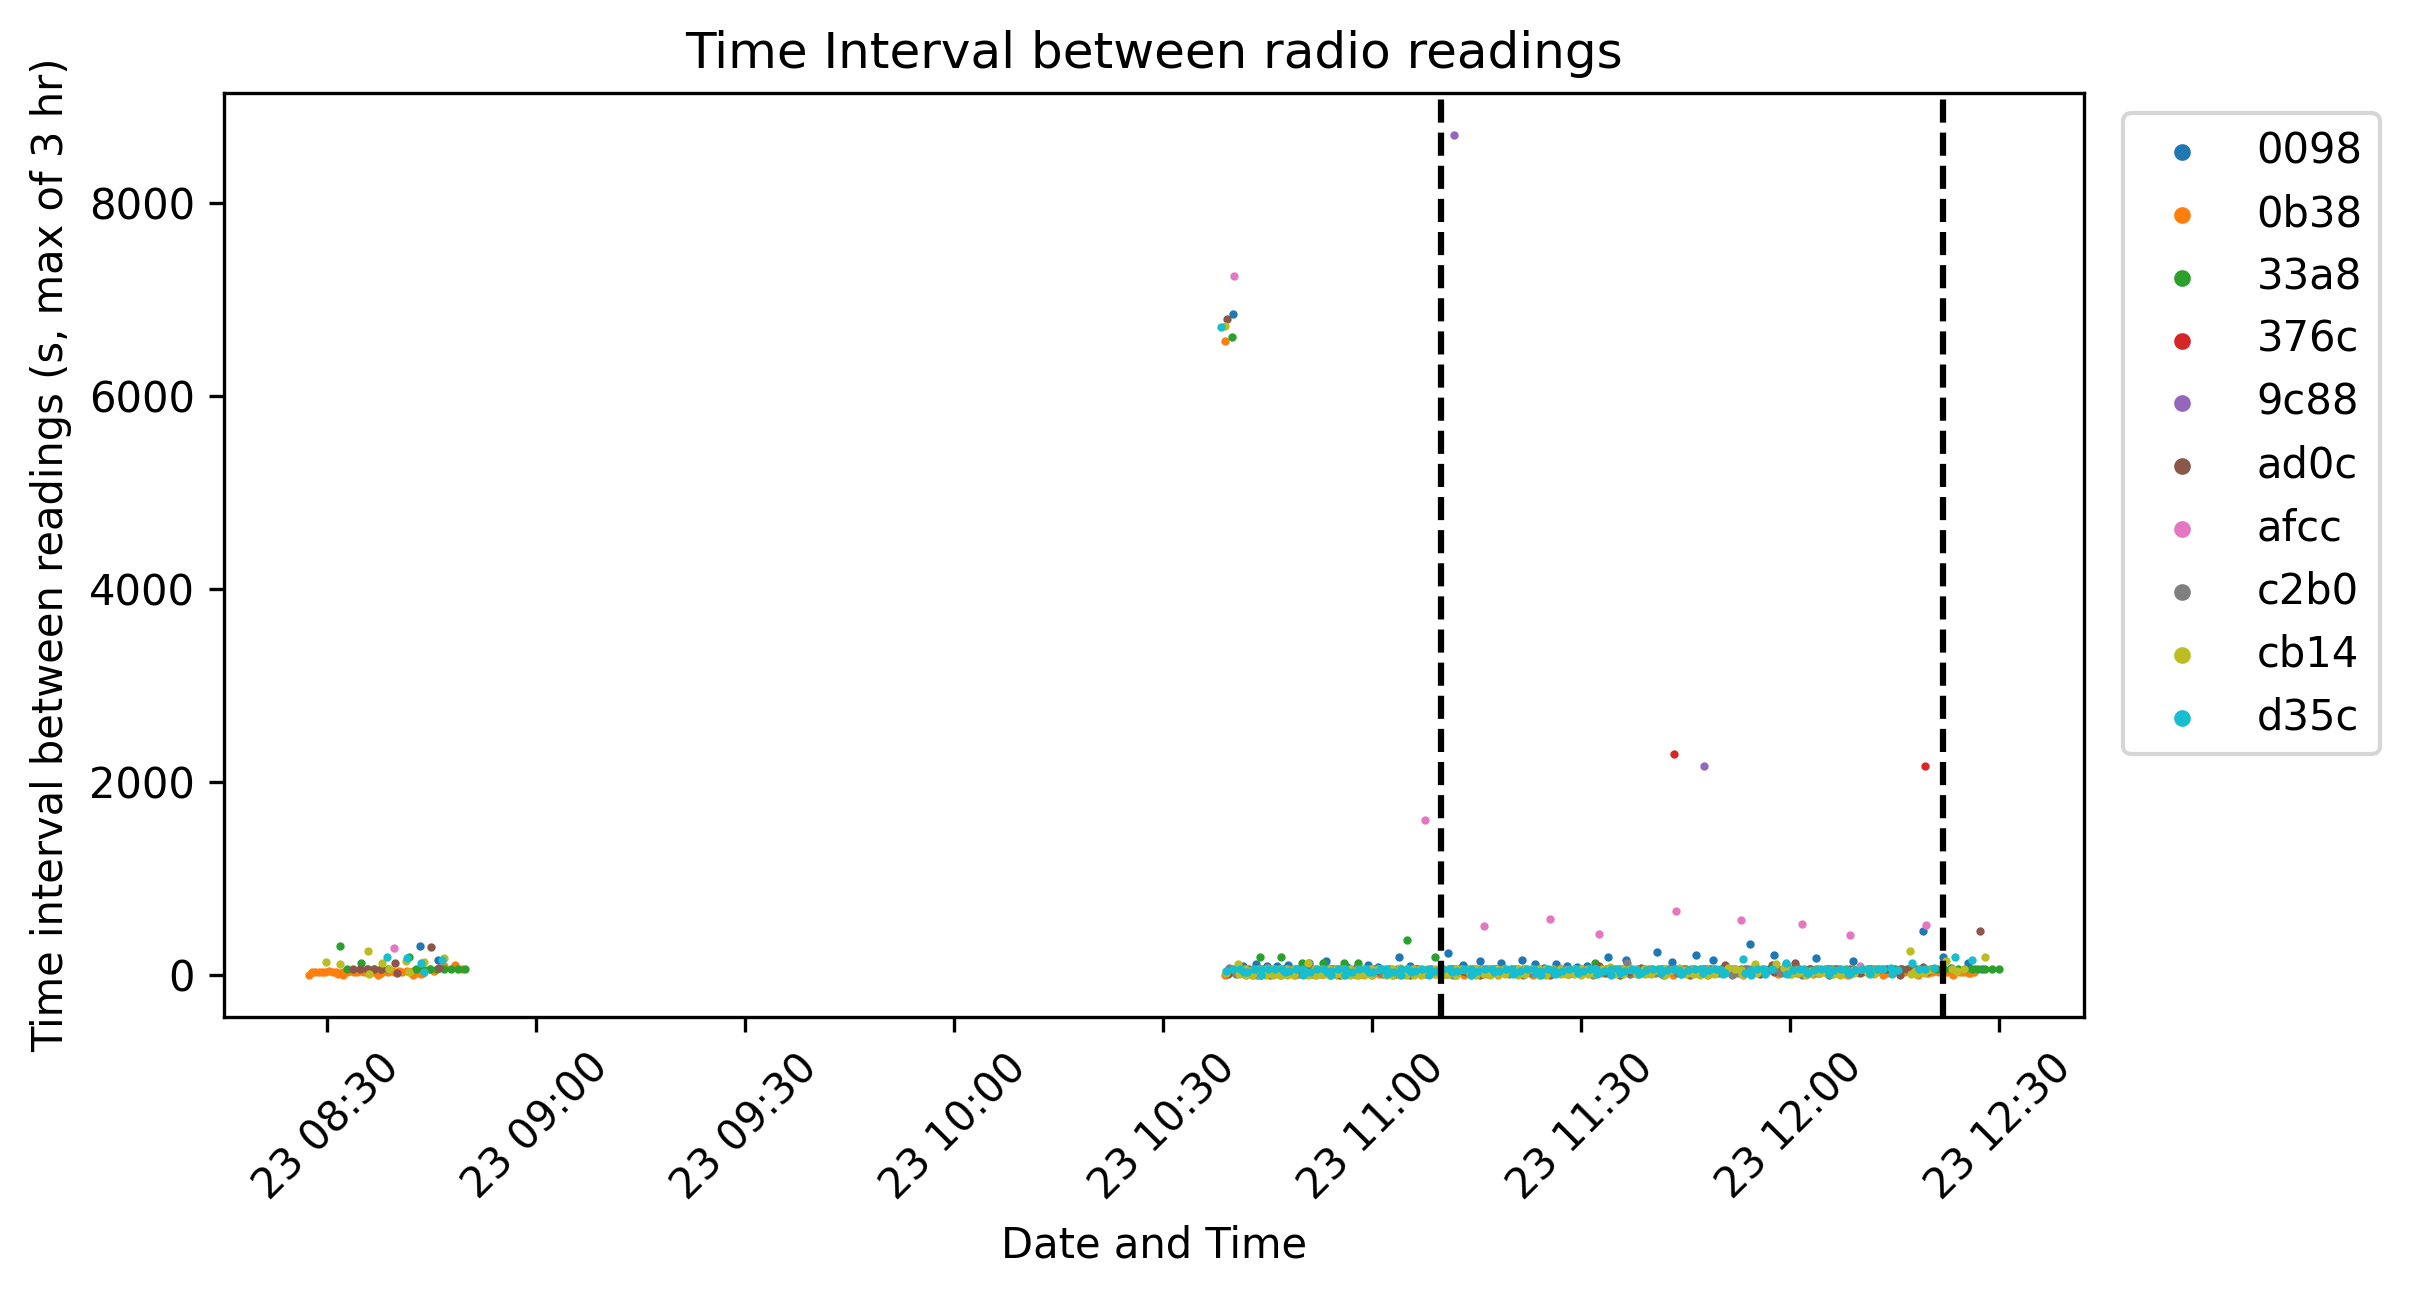 Time Interval between radio readings
Time interval between readings (s, max of 3 hr)
8000
6000
4000
2000
0
23 08:30
23 09:00
23 09:30
23 10:00
23 10:30
23 11:00
23 11:30
23 12:00
23 12:30
Date and Time
0098
0b38
33a8
376c
9c88
ad0c
afcc
c2b0
cb14
d35c